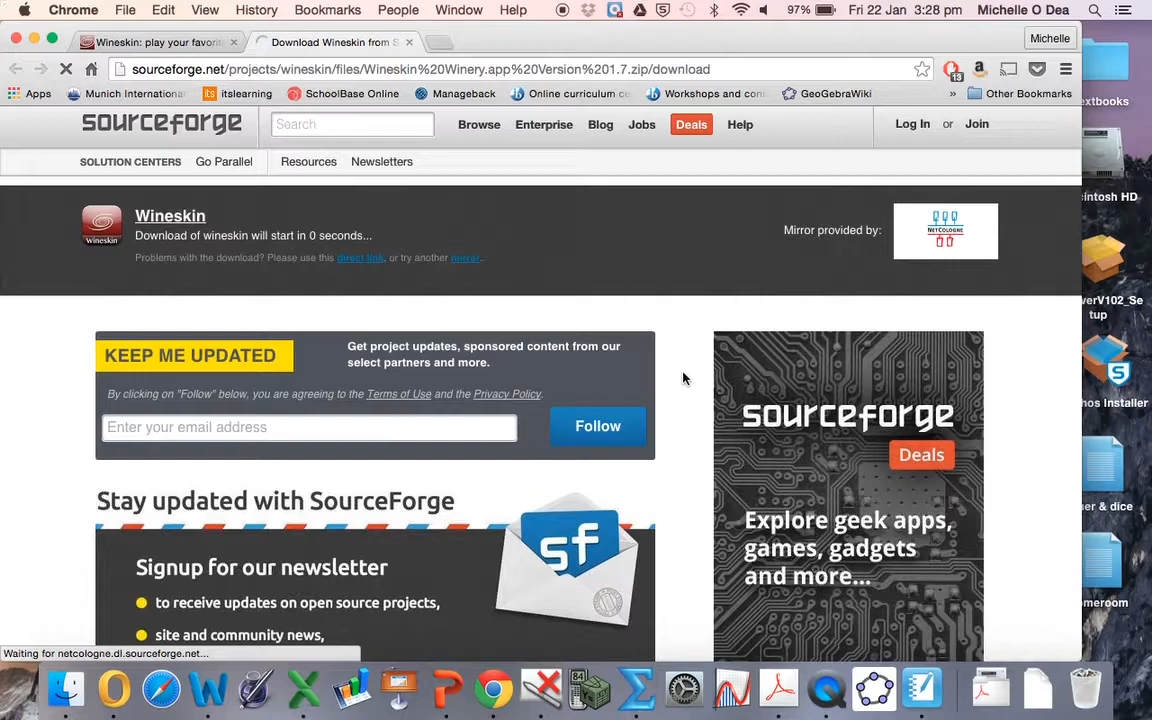 Chrome File Edit View History Bookmarks People Window Help 97% Fri 22 Jan 3:28 pm Michelle O Dea
Wineskin: play your favorit
Download Wineskin from S
Michelle
sourceforge.net/projects/wineskin/files/Wineskin%20Winery.app%20Version%201.7.zip/download
13
Apps Munich Internationa its itslearning SchoolBase Online Manageback Online curriculum ce Workshops and con GeoGebraWiki » Other Bookmarks
sourceforge Search Browse Enterprise Blog Jobs Deals Help Log In or Join
SOLUTION CENTERS Go Parallel Resources Newsletters
Wineskin
Download of wineskin will start in 0 seconds...
Problems with the download? Please use this direct link, or try another mirror.
wineskin
Mirror provided by:
NETCOLOGNE
KEEP ME UPDATED
Get project updates, sponsored content from our
select partners and more.
By clicking on "Follow" below, you are agreeing to the Terms of Use and the Privacy Policy.
Enter your email address
Follow
Stay updated with SourceForge
sf
Signup for our newsletter
to receive updates on open source projects,
site and community news,
sourceforge
Deals
Explore geek apps,
games, gadgets
and more...
Waiting for netcologne.dl.sourceforge.net...
extbooks
cintosh HD
verV102_Se
tup
hos Installer
ner & dice
meroom
84